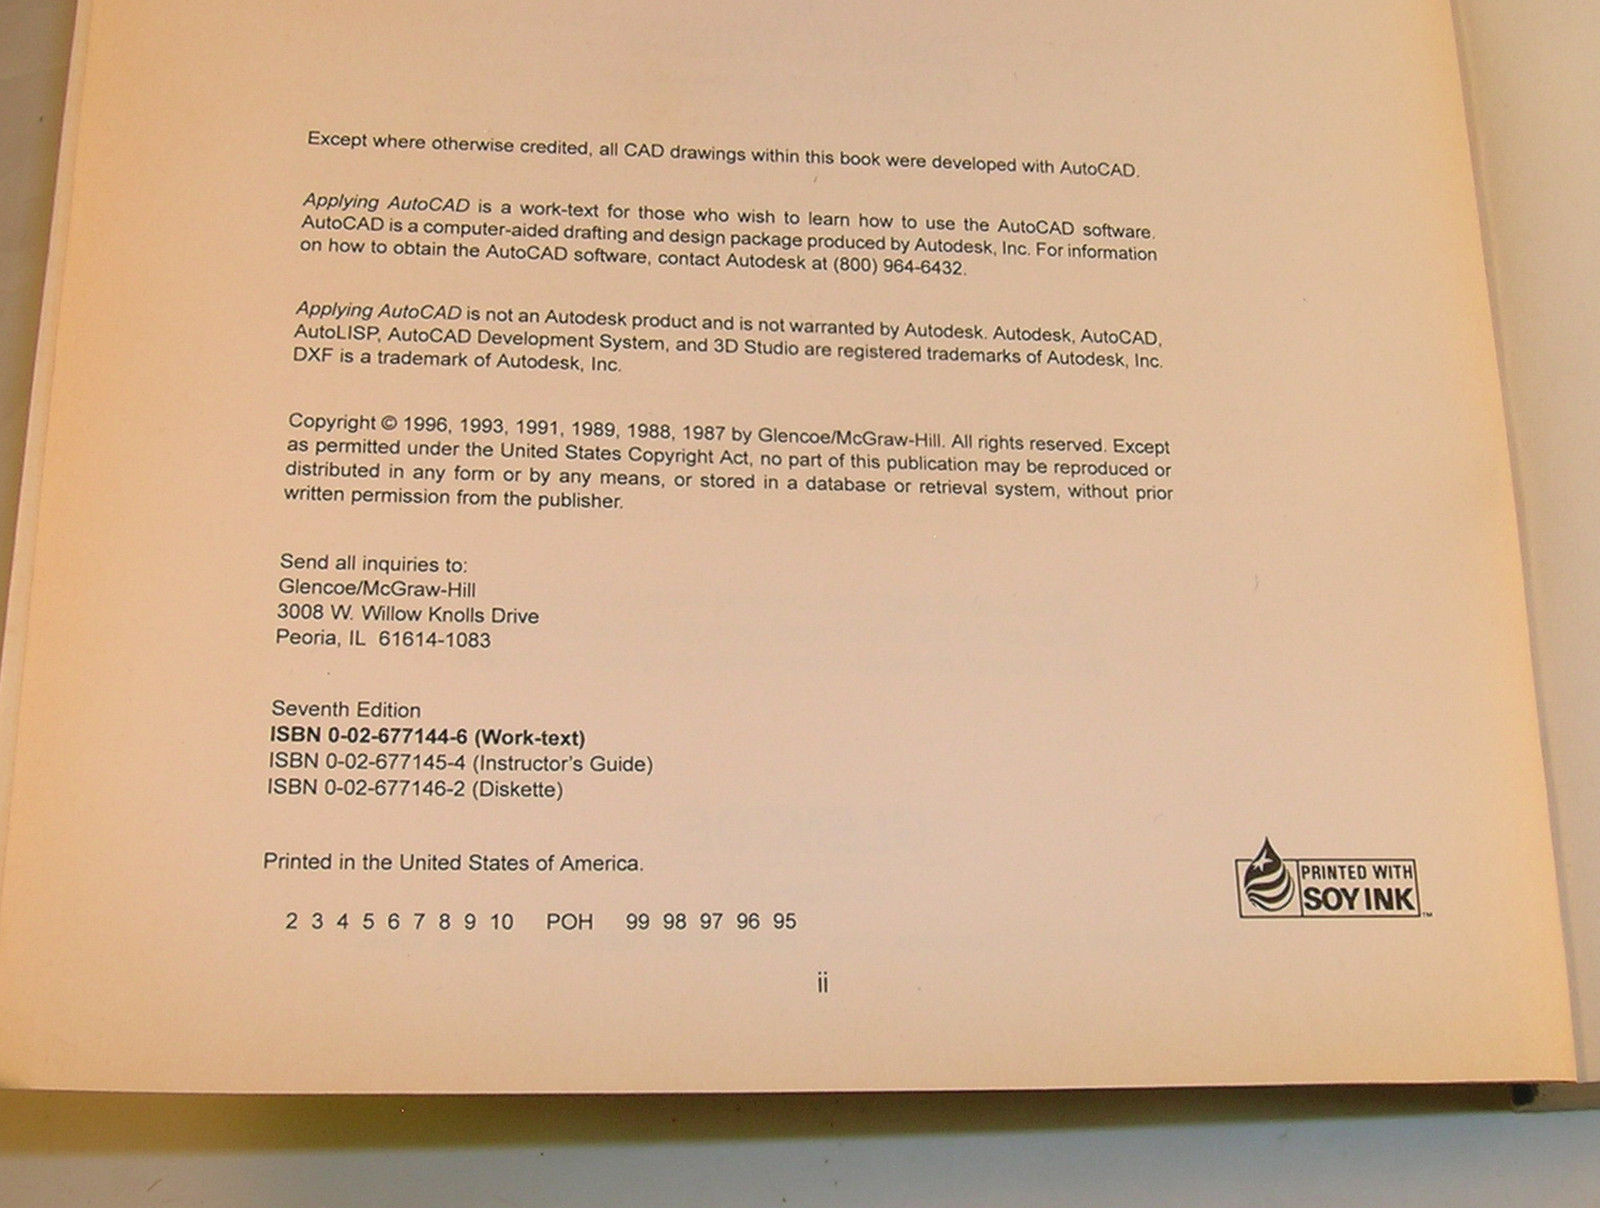 Except where otherwise credited, all CAD drawings within this book were developed with AutoCAD.
Applying AutoCAD is a work-text for those who wish to learn how to use the AutoCAD software.
AutoCAD is a computer-aided drafting and design package produced by Autodesk, Inc. For information
on how to obtain the AutoCAD software, contact Autodesk at (800) 964-6432.
Applying AutoCAD is not an Autodesk product and is not warranted by Autodesk. Autodesk, AutoCAD,
AutoLISP, AutoCAD Development System, and 3D Studio are registered trademarks of Autodesk, Inc.
DXF is a trademark of Autodesk, Inc.
Copyright © 1996, 1993, 1991, 1989, 1988, 1987 by Glencoe/McGraw-Hill. All rights reserved. Except
as permitted under the United States Copyright Act, no part of this publication may be reproduced or
distributed in any form or by any means, or stored in a database or retrieval system, without prior
written permission from the publisher.
Send all inquiries to:
Glencoe/McGraw-Hill
3008 W. Willow Knolls Drive
Peoria, IL 61614-1083
Seventh Edition
ISBN 0-02-677144-6 (Work-text)
ISBN 0-02-677145-4 (Instructor's Guide)
ISBN 0-02-677146-2 (Diskette)
Printed in the United States of America.
PRINTED WITH
SOY INK™
2 3 4 5 6 7 8 9 10 POH 99 98 97 96 95
ii